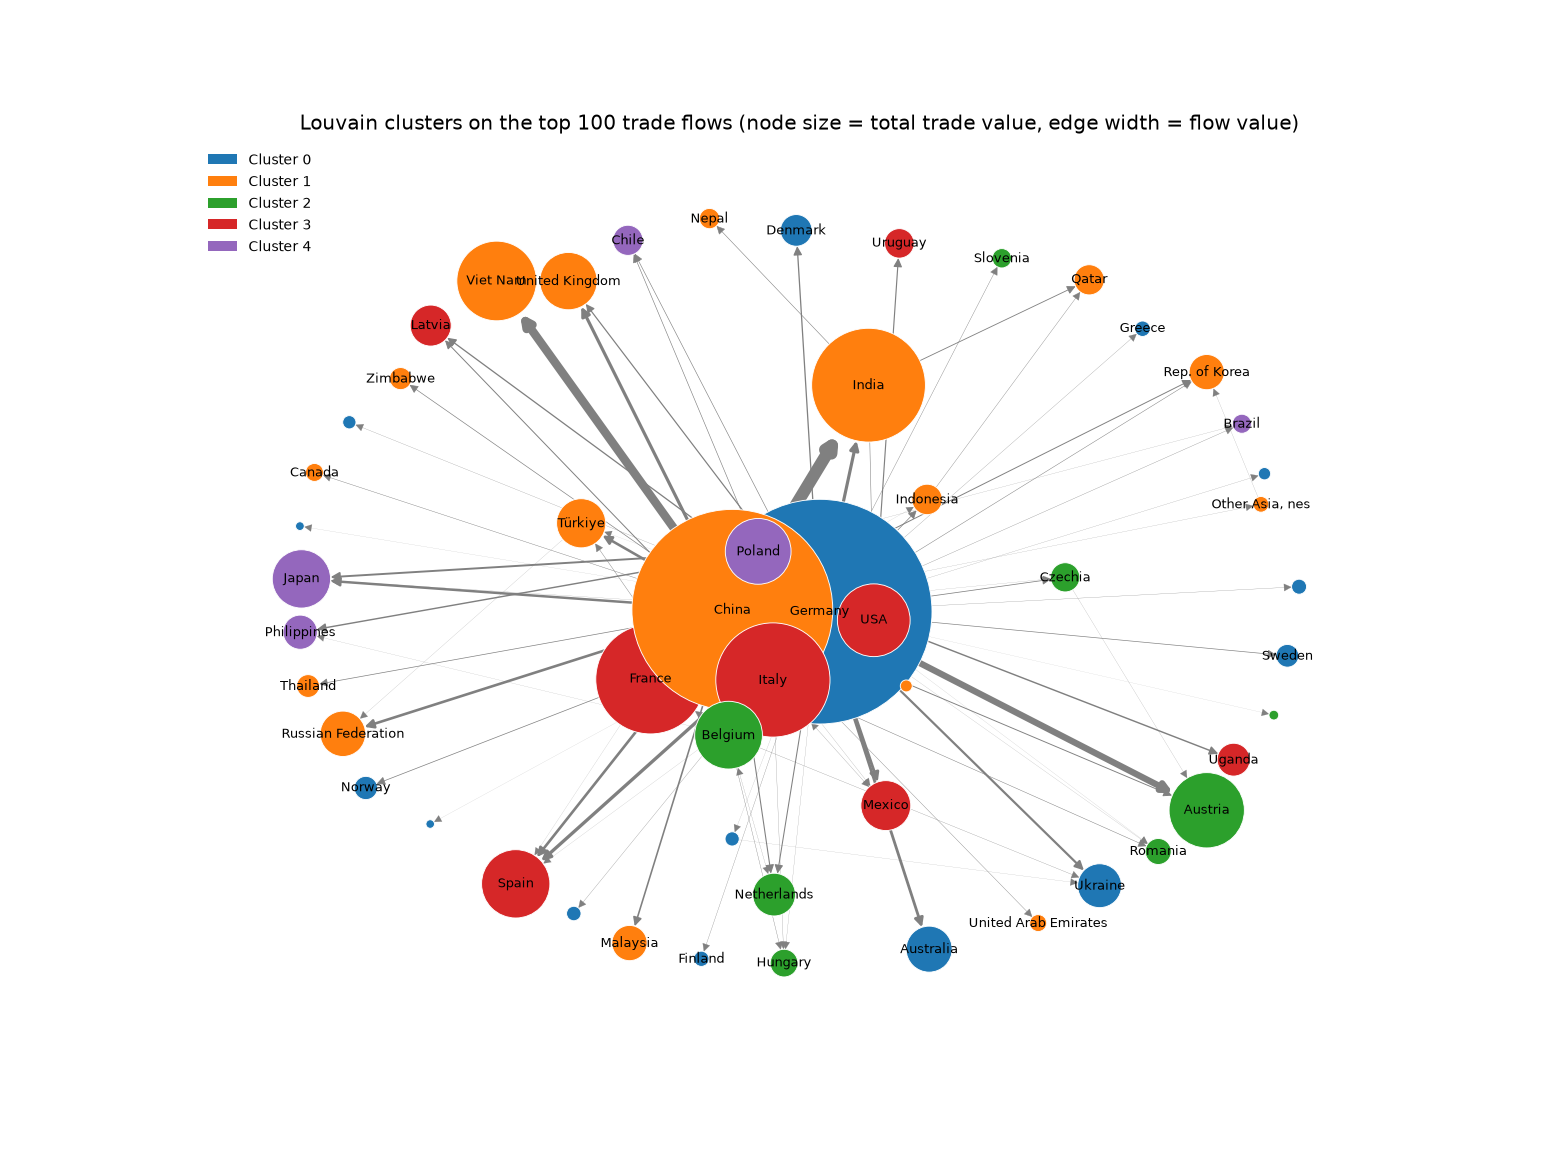 Louvain clusters on the top 100 trade flows (node size = total trade value, edge width = flow value)
Cluster 0
Cluster 1
Cluster 2
Cluster 3
Cluster 4
Nepal
Denmark
Chile
Uruguay
Slovenia
Viet Nam
United Kingdom
Qatar
Latvia
Greece
Zimbabwe
India
Rep. of Korea
Brazil
Canada
Indonesia
Other Asia, nes
Türkiye
Poland
Japan
Czechia
China
Germany
USA
Philippines
Sweden
Thailand
France
Italy
Russian Federation
Belgium
Uganda
Norway
Mexico
Austria
Romania
Spain
Netherlands
Ukraine
United Arab Emirates
Malaysia
Australia
Finland
Hungary